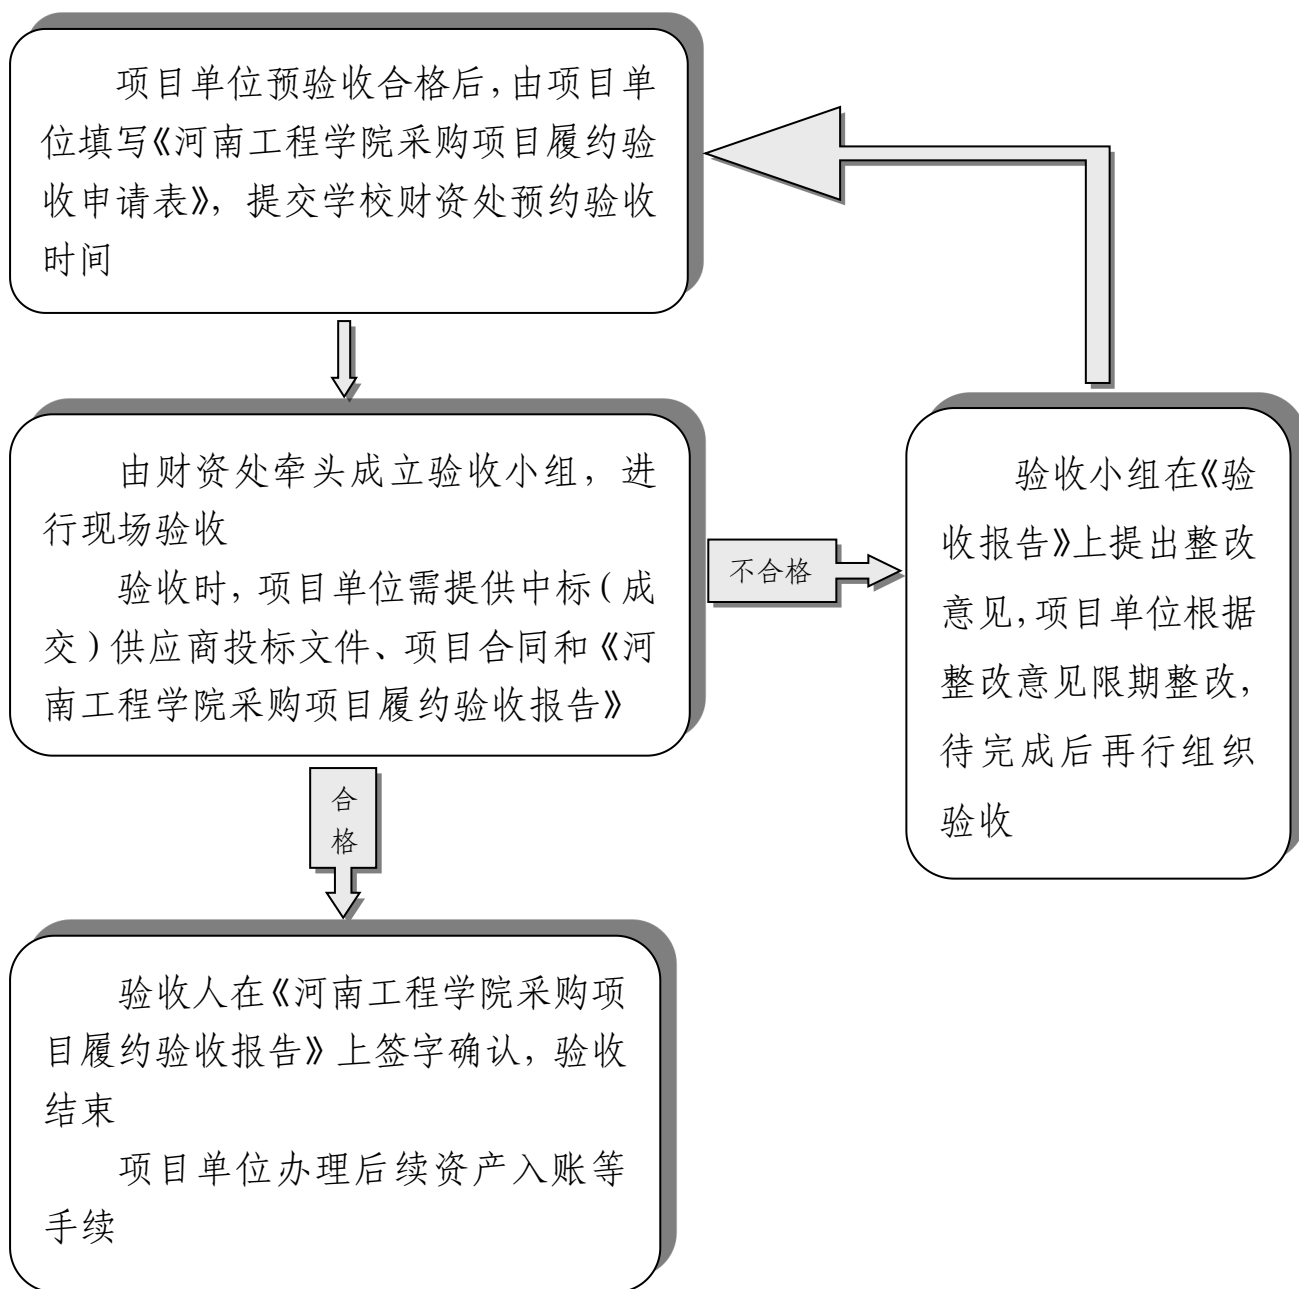 项目单位预验收合格后,由项目单
位填写《河南工程学院采购项目履约验
收申请表》，提交学校财资处预约验收
时间
由财资处牵头成立验收小组，进
行现场验收
验收时，项目单位需提供中标（成
交）供应商投标文件、项目合同和《河
南工程学院采购项目履约验收报告》
不合格
验收小组在《验
收报告》上提出整改
意见,项目单位根据
整改意见限期整改,
待完成后再行组织
验收
合
格
验收人在《河南工程学院采购项
目履约验收报告》上签字确认，验收
结束
项目单位办理后续资产入账等
手续